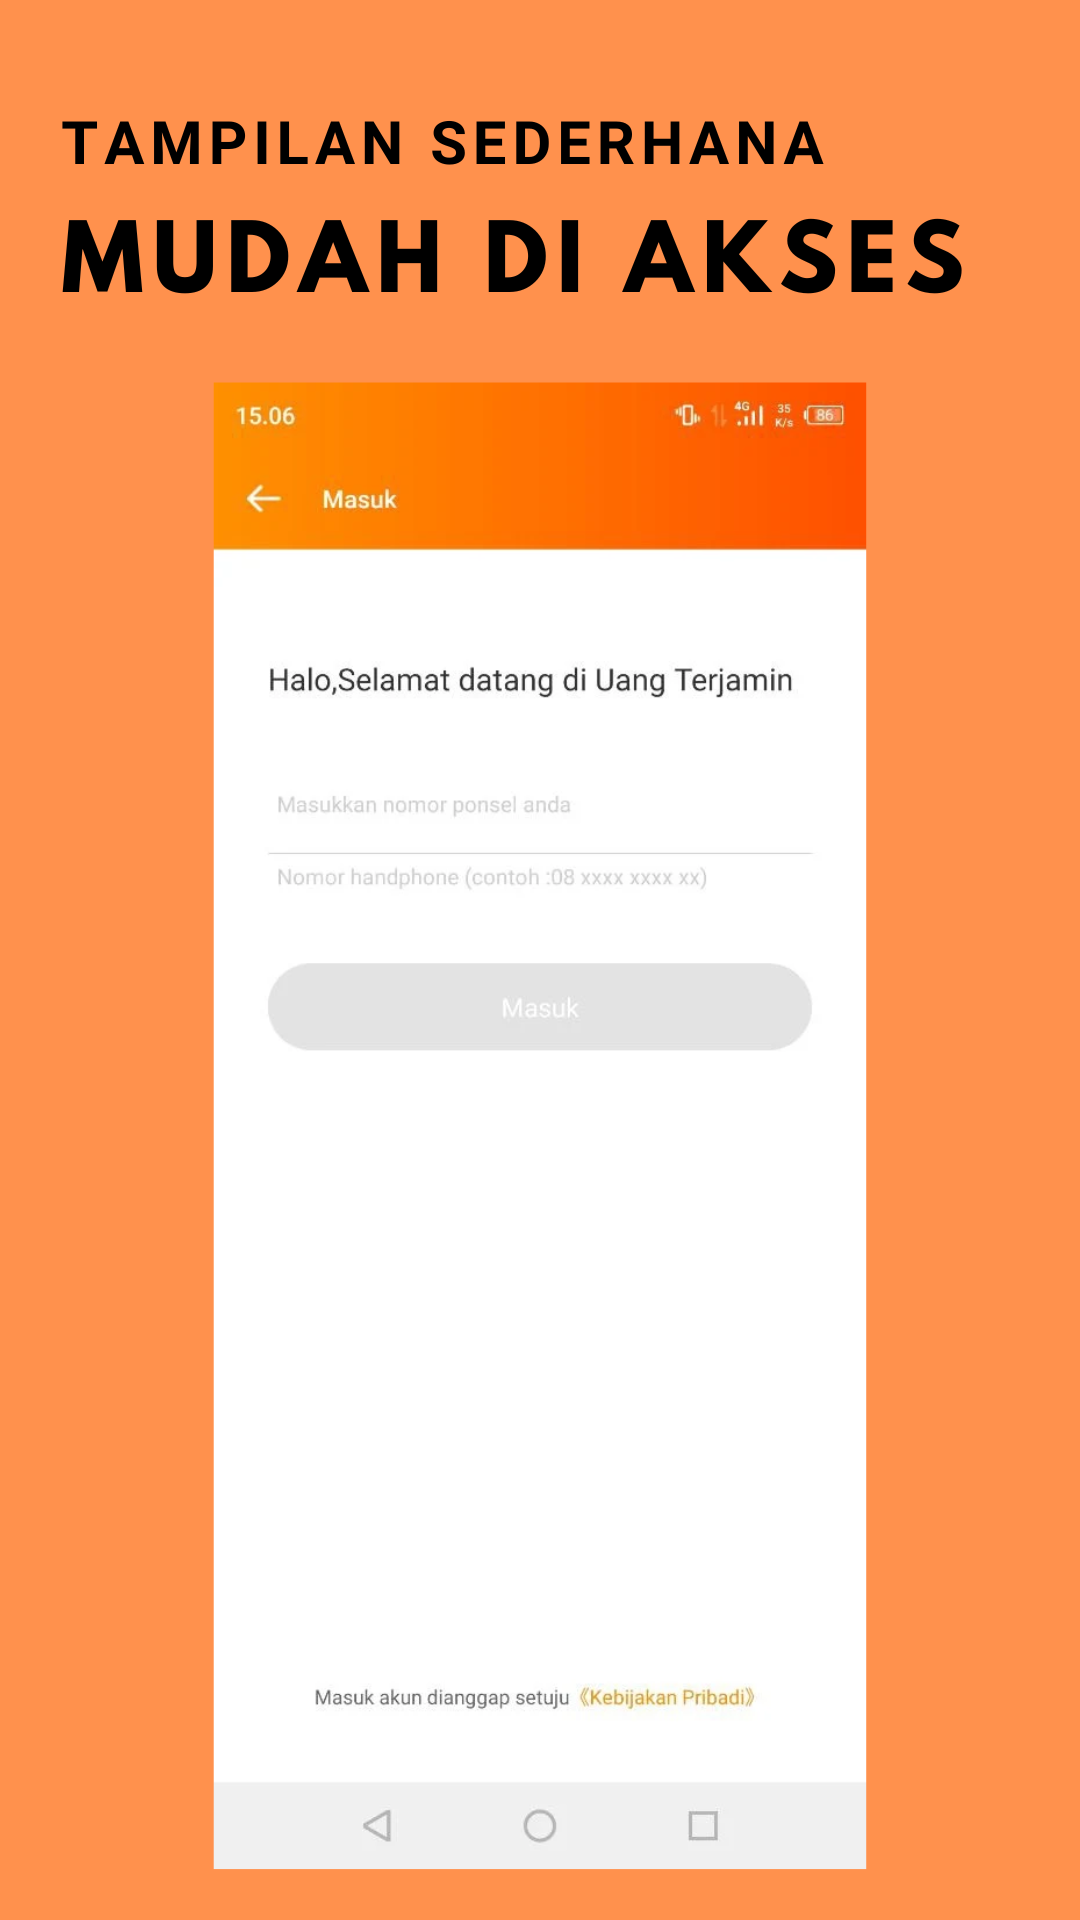 TAMPILAN SEDERHANA
MUDAH DI AKSES
15.06 4G 35 K/s 86
Masuk
Halo,Selamat datang di Uang Terjamin
Masukkan nomor ponsel anda
Nomor handphone (contoh :08 xxxx xxxx xx)
Masuk
Masuk akun dianggap setuju《Kebijakan Pribadi》